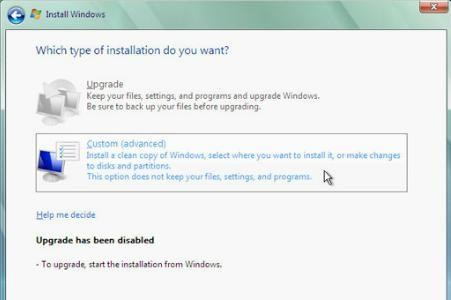 Install Windows
Which type of installation do you want?
Upgrade
Keep your files, settings, and programs and upgrade Windows.
Be sure to back up your files before upgrading.
Custom (advanced)
Install a clean copy of Windows, select where you want to install it, or make changes
to disks and partitions.
This option does not keep your files, settings, and programs.
Help me decide
Upgrade has been disabled
- To upgrade, start the installation from Windows.